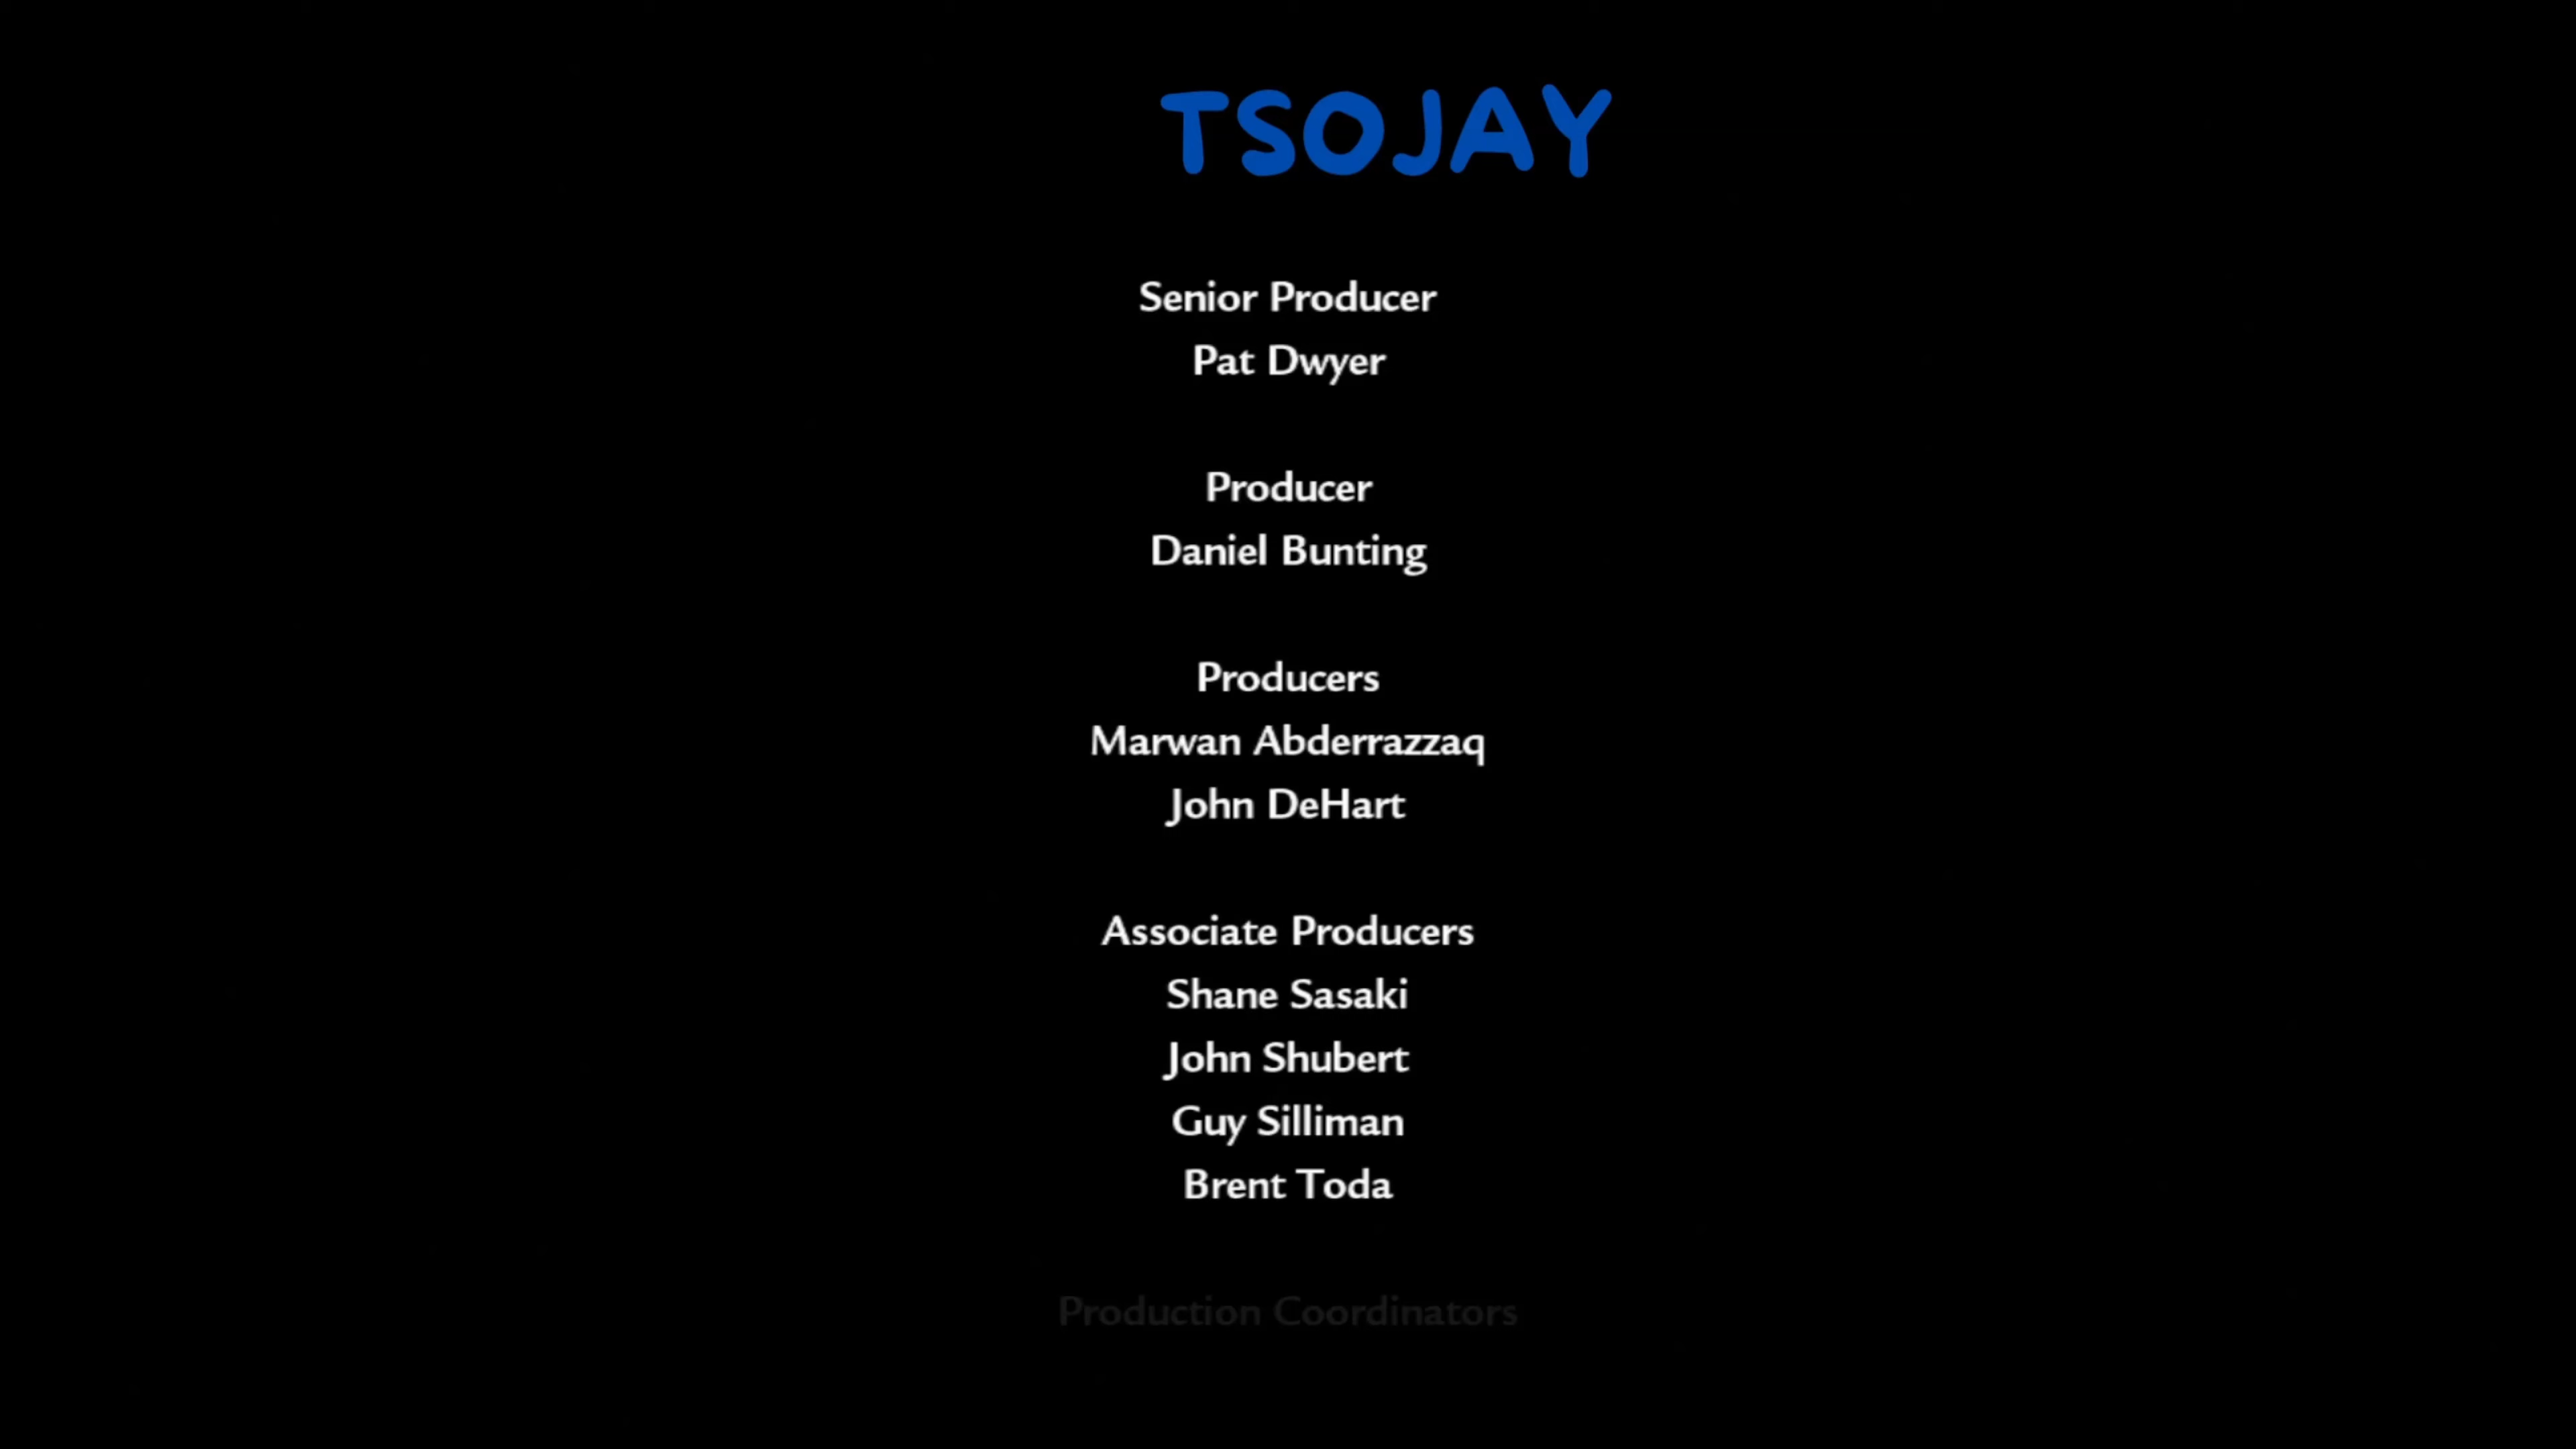 TSOJAY
Senior Producer
Pat Dwyer
Producer
Daniel Bunting
Producers
Marwan Abderrazzaq
John DeHart
Associate Producers
Shane Sasaki
John Shubert
Guy Silliman
Brent Toda
Production Coordinators